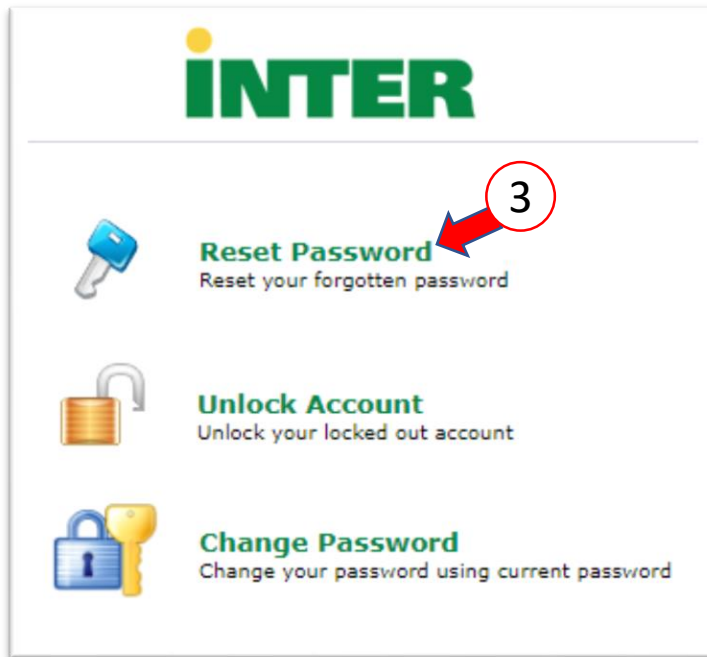 INTER
3
Reset Password
Reset your forgotten password
Unlock Account
Unlock your locked out account
Change Password
Change your password using current password